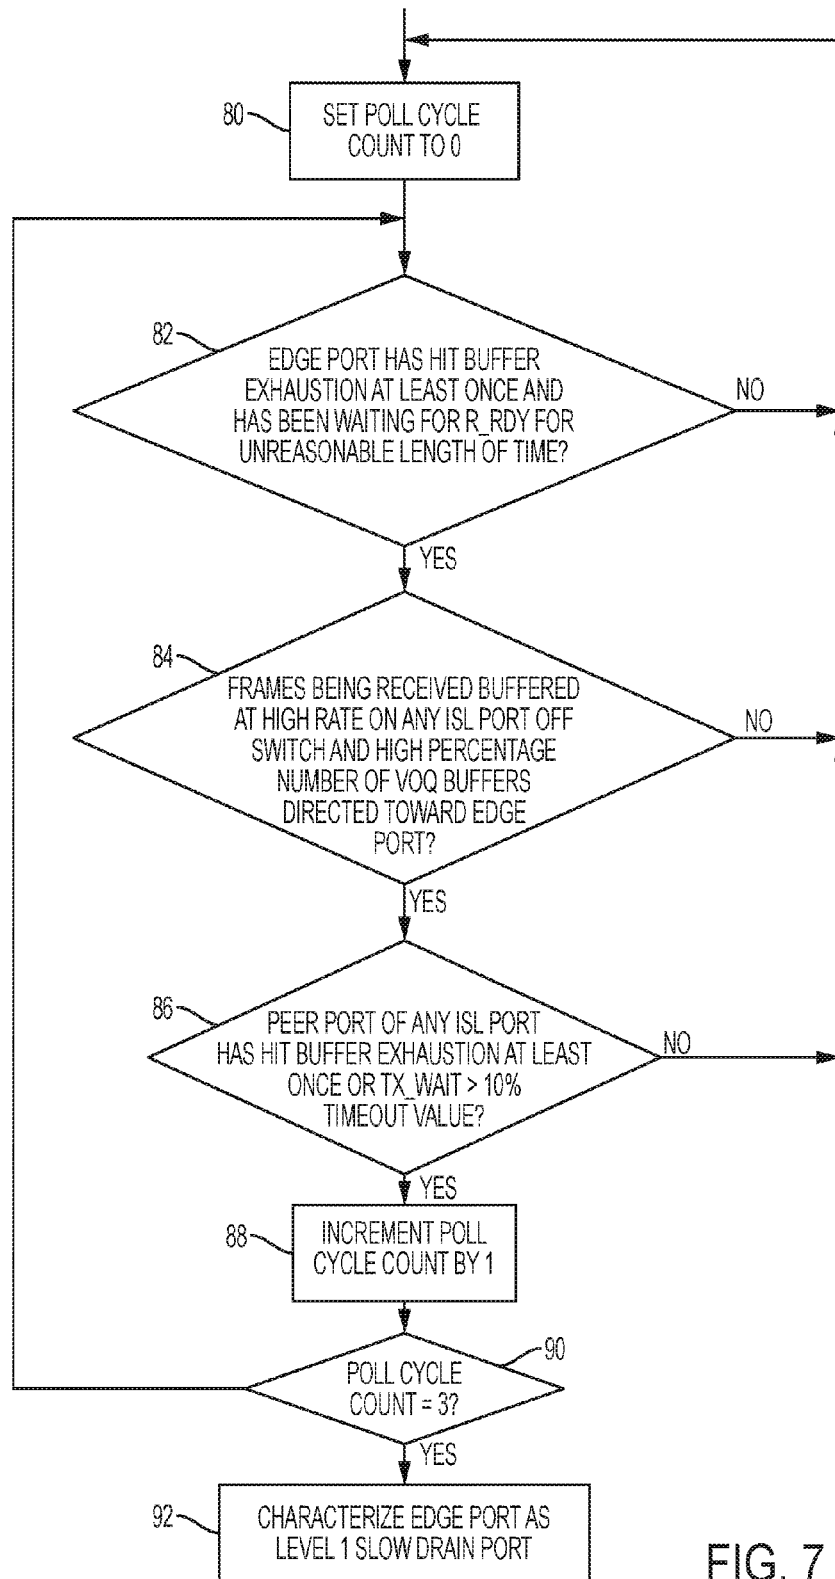 80
SET POLL CYCLE
COUNT TO 0
82
EDGE PORT HAS HIT BUFFER
EXHAUSTION AT LEAST ONCE AND
HAS BEEN WAITING FOR R_RDY FOR
UNREASONABLE LENGTH OF TIME?
NO
YES
84
FRAMES BEING RECEIVED BUFFERED
AT HIGH RATE ON ANY ISL PORT OFF
SWITCH AND HIGH PERCENTAGE
NUMBER OF VOQ BUFFERS
DIRECTED TOWARD EDGE
PORT?
NO
YES
86
PEER PORT OF ANY ISL PORT
HAS HIT BUFFER EXHAUSTION AT LEAST
ONCE OR TX_WAIT > 10%
TIMEOUT VALUE?
NO
YES
88
INCREMENT POLL
CYCLE COUNT BY 1
90
POLL CYCLE
COUNT = 3?
YES
92
CHARACTERIZE EDGE PORT AS
LEVEL 1 SLOW DRAIN PORT
FIG. 7